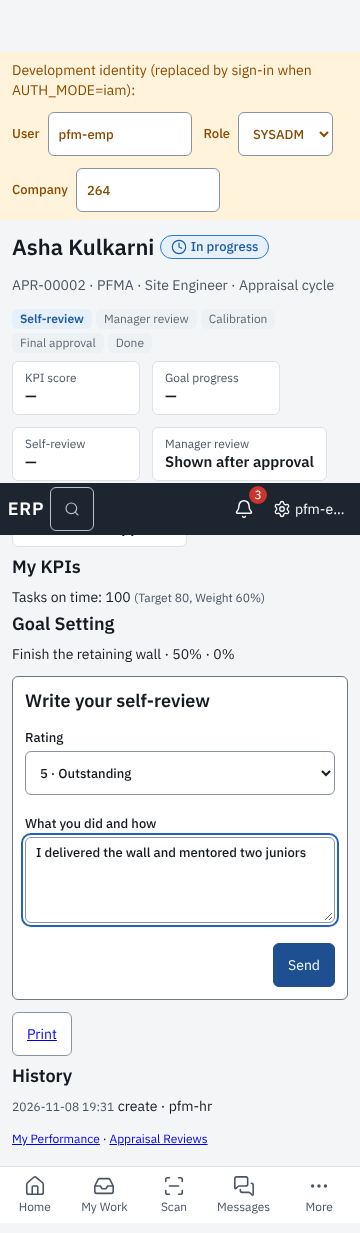 Development identity (replaced by sign-in when
AUTH_MODE=iam):
User pfm-emp Role SYSADM
Company 264
Asha Kulkarni In progress
APR-00002 · PFMA · Site Engineer · Appraisal cycle
Self-review Manager review Calibration
Final approval Done
KPI score Goal progress
— —
Self-review Manager review
— Shown after approval
ERP 3 pfm-e...
My KPIs
Tasks on time: 100 (Target 80, Weight 60%)
Goal Setting
Finish the retaining wall · 50% · 0%
Write your self-review
Rating
5 · Outstanding
What you did and how
I delivered the wall and mentored two juniors
Send
Print
History
2026-11-08 19:31 create · pfm-hr
My Performance · Appraisal Reviews
Home My Work Scan Messages More